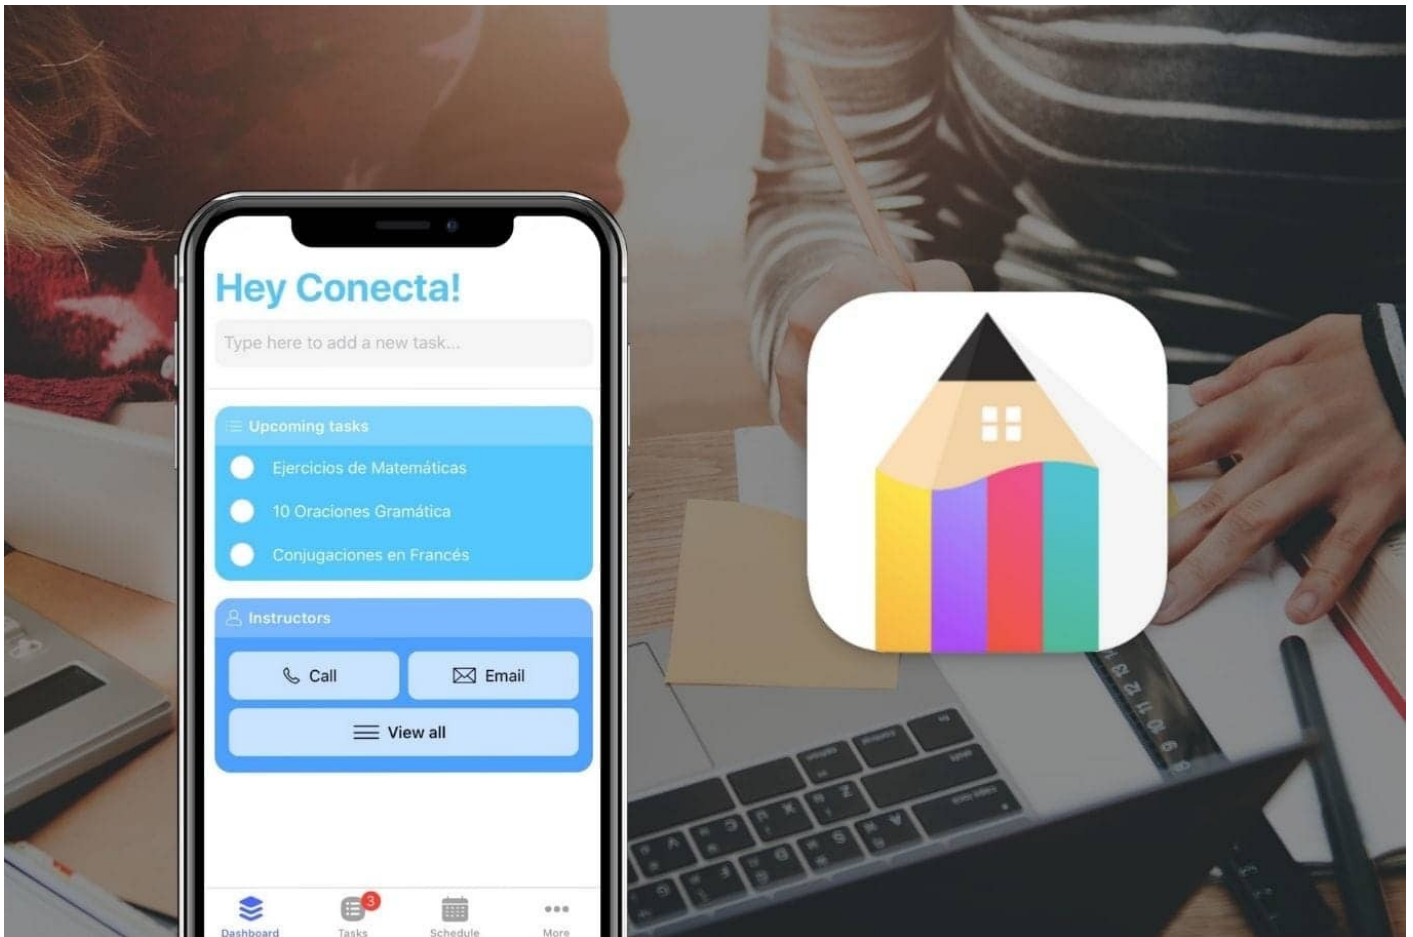 Hey Conecta!
Type here to add a new task...
Upcoming tasks
Ejercicios de Matemáticas
10 Oraciones Gramática
Conjugaciones en Francés
Instructors
Call
Email
View all
3
Dashboard
Tasks
Schedule
More